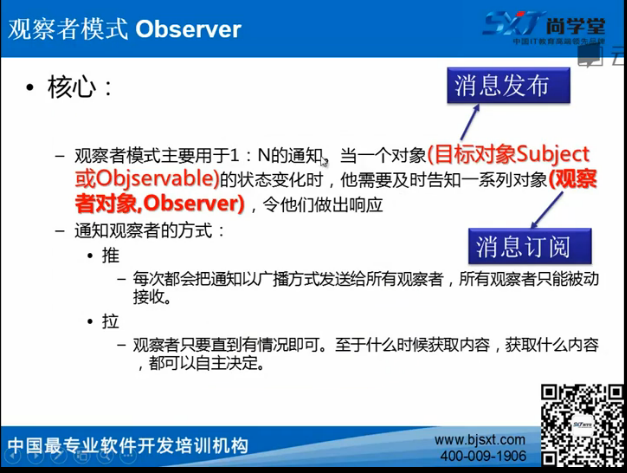 观察者模式 Observer
SXT 尚学堂
中国IT教育高端领先品牌
云
• 核心：
消息发布
– 观察者模式主要用于1：N的通知。当一个对象(目标对象Subject
或Objservable)的状态变化时，他需要及时告知一系列对象(观察
者对象,Observer)，令他们做出响应
消息订阅
– 通知观察者的方式：
• 推
– 每次都会把通知以广播方式发送给所有观察者，所有观察者只能被动
接收。
• 拉
– 观察者只要直到有情况即可。至于什么时候获取内容，获取什么内容
，都可以自主决定。
中国最专业软件开发培训机构
www.bjsxt.com
400-009-1906